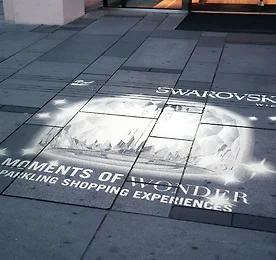 SWAROVSKI
MOMENTS OF WONDER
SPARKLING SHOPPING EXPERIENCES